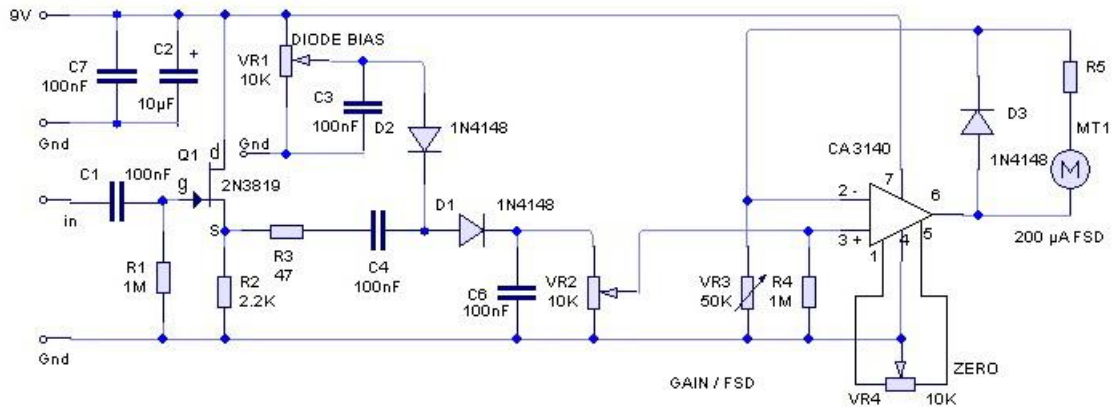 9V
DIODE BIAS
C7
100nF
C2
+
10µF
VR1
10K
C3
100nF
D2
1N4148
R5
D3
1N4148
MT1
M
Gnd
Gnd
Q1
d
g
S
2N3819
C1
100nF
in
CA3140
7
2 -
6
3 +
4
5
1
200 µA FSD
D1
1N4148
R3
47
C4
100nF
R1
1M
R2
2.2K
C6
100nF
VR2
10K
VR3
50K
R4
1M
Gnd
GAIN / FSD
ZERO
VR4
10K